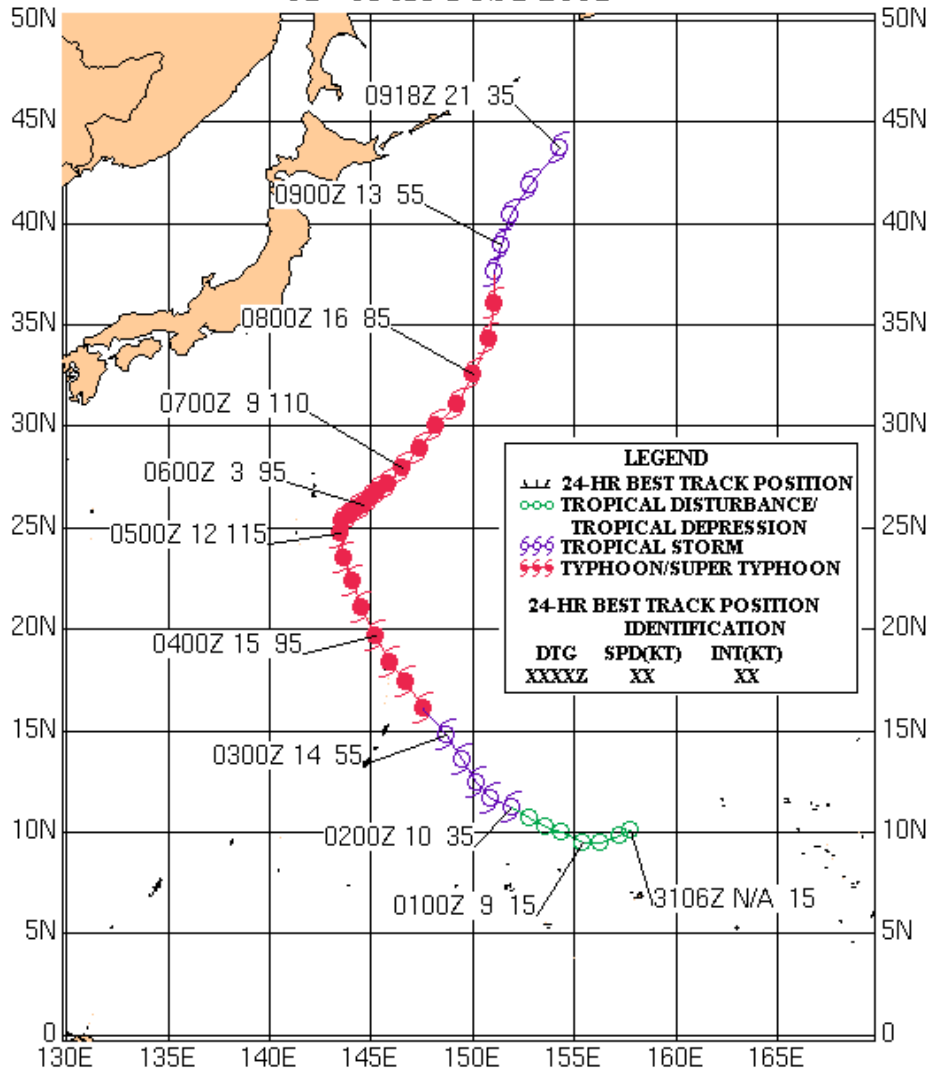 50N 50N
0918Z 21 35
45N 45N
0900Z 13 55
40N 40N
0800Z 16 85
35N 35N
0700Z 9 110
30N 30N
LEGEND
24-HR BEST TRACK POSITION
TROPICAL DISTURBANCE/
TROPICAL DEPRESSION
TROPICAL STORM
TYPHOON/SUPER TYPHOON
24-HR BEST TRACK POSITION
IDENTIFICATION
DTG SPD(KT) INT(KT)
XXXXZ XX XX
0600Z 3 95
25N 25N
0500Z 12 115
20N 20N
0400Z 15 95
15N 15N
0300Z 14 55
10N 10N
0200Z 10 35
0100Z 9 15
3106Z N/A 15
5N 5N
0 0
130E 135E 140E 145E 150E 155E 160E 165E